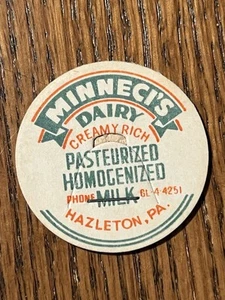 MINNECI'S
DAIRY
CREAMY RICH
PASTEURIZED
HOMOGENIZED
PHONE MILK GL-4-4251
HAZLETON, PA.